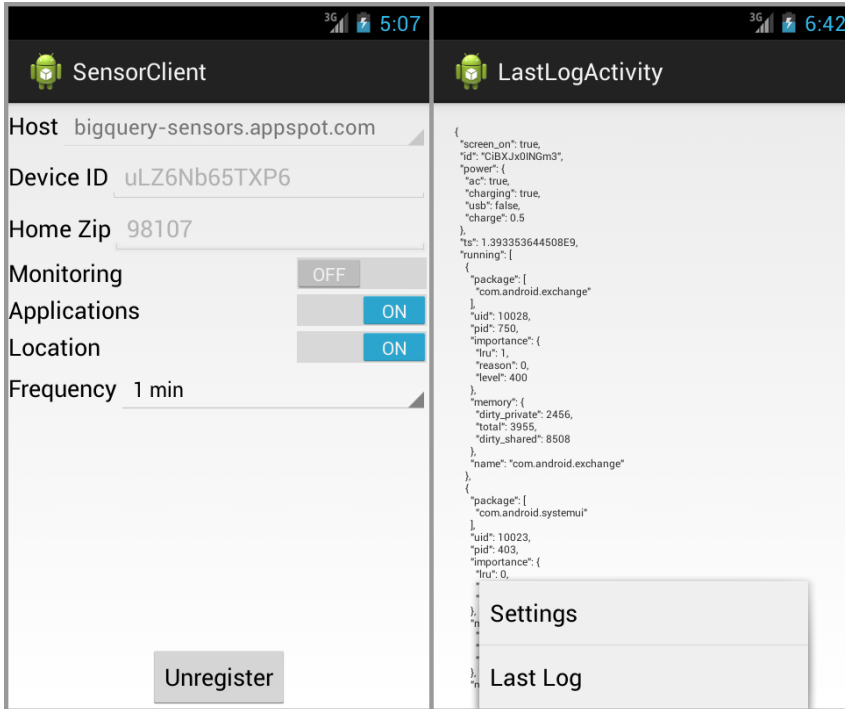 3G 5:07
SensorClient
Host bigquery-sensors.appspot.com
Device ID uLZ6Nb65TXP6
Home Zip 98107
Monitoring OFF
Applications ON
Location ON
Frequency 1 min
Unregister
3G 6:42
LastLogActivity
{
"screen_on": true,
"id": "CiBXJx0INGm3",
"power": {
"ac": true,
"charging": true,
"usb": false,
"charge": 0.5
},
"ts": 1.393353644508E9,
"running": [
{
"package": [
"com.android.exchange"
],
"uid": 10028,
"pid": 750,
"importance": {
"lru": 1,
"reason": 0,
"level": 400
},
"memory": {
"dirty_private": 2456,
"total": 3955,
"dirty_shared": 8508
},
"name": "com.android.exchange"
},
{
"package": [
"com.android.systemui"
],
"uid": 10023,
"pid": 403,
"importance": {
"lru": 0,
},
},
Settings
Last Log